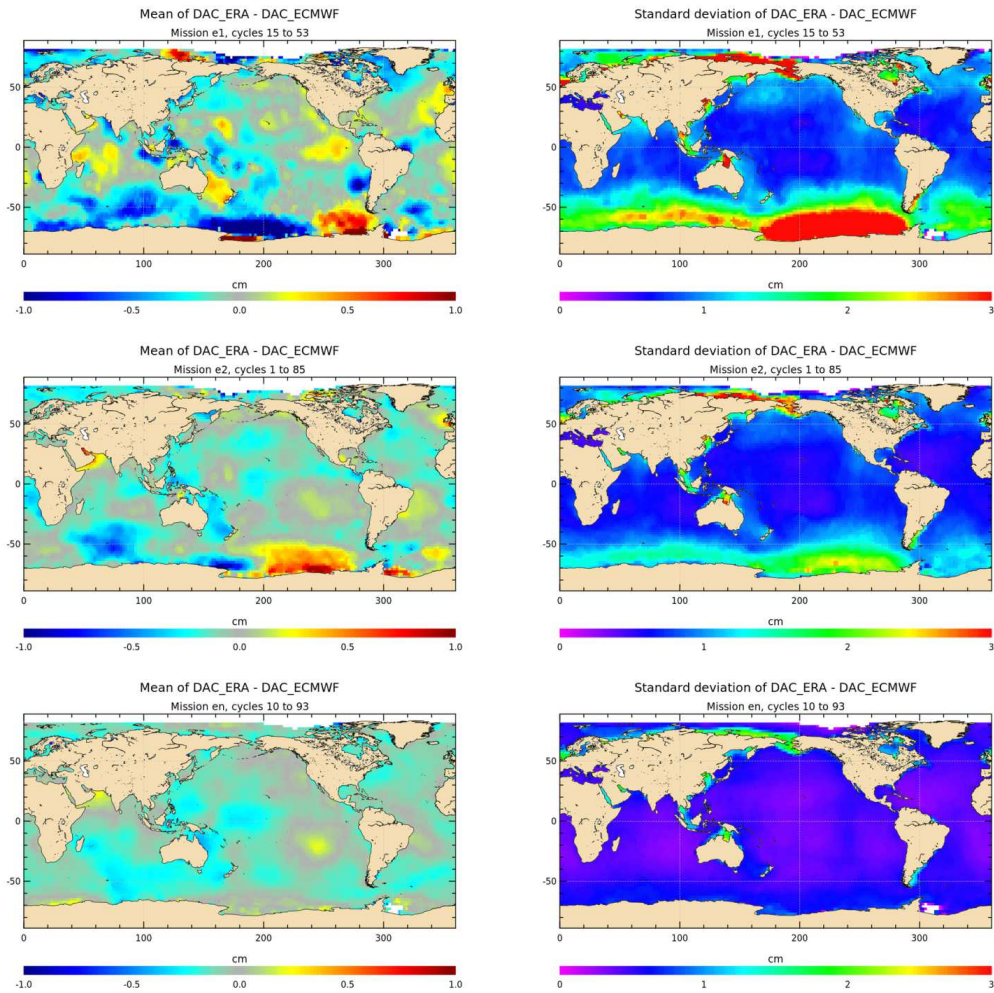 Mean of DAC_ERA - DAC_ECMWF
Mission e1, cycles 15 to 53
50
0
-50
0 100 200 300
cm
-1.0 -0.5 0.0 0.5 1.0
Standard deviation of DAC_ERA - DAC_ECMWF
Mission e1, cycles 15 to 53
50
0
-50
0 100 200 300
cm
0 1 2 3
Mean of DAC_ERA - DAC_ECMWF
Mission e2, cycles 1 to 85
50
0
-50
0 100 200 300
cm
-1.0 -0.5 0.0 0.5 1.0
Standard deviation of DAC_ERA - DAC_ECMWF
Mission e2, cycles 1 to 85
50
0
-50
0 100 200 300
cm
0 1 2 3
Mean of DAC_ERA - DAC_ECMWF
Mission en, cycles 10 to 93
50
0
-50
0 100 200 300
cm
-1.0 -0.5 0.0 0.5 1.0
Standard deviation of DAC_ERA - DAC_ECMWF
Mission en, cycles 10 to 93
50
0
-50
0 100 200 300
cm
0 1 2 3